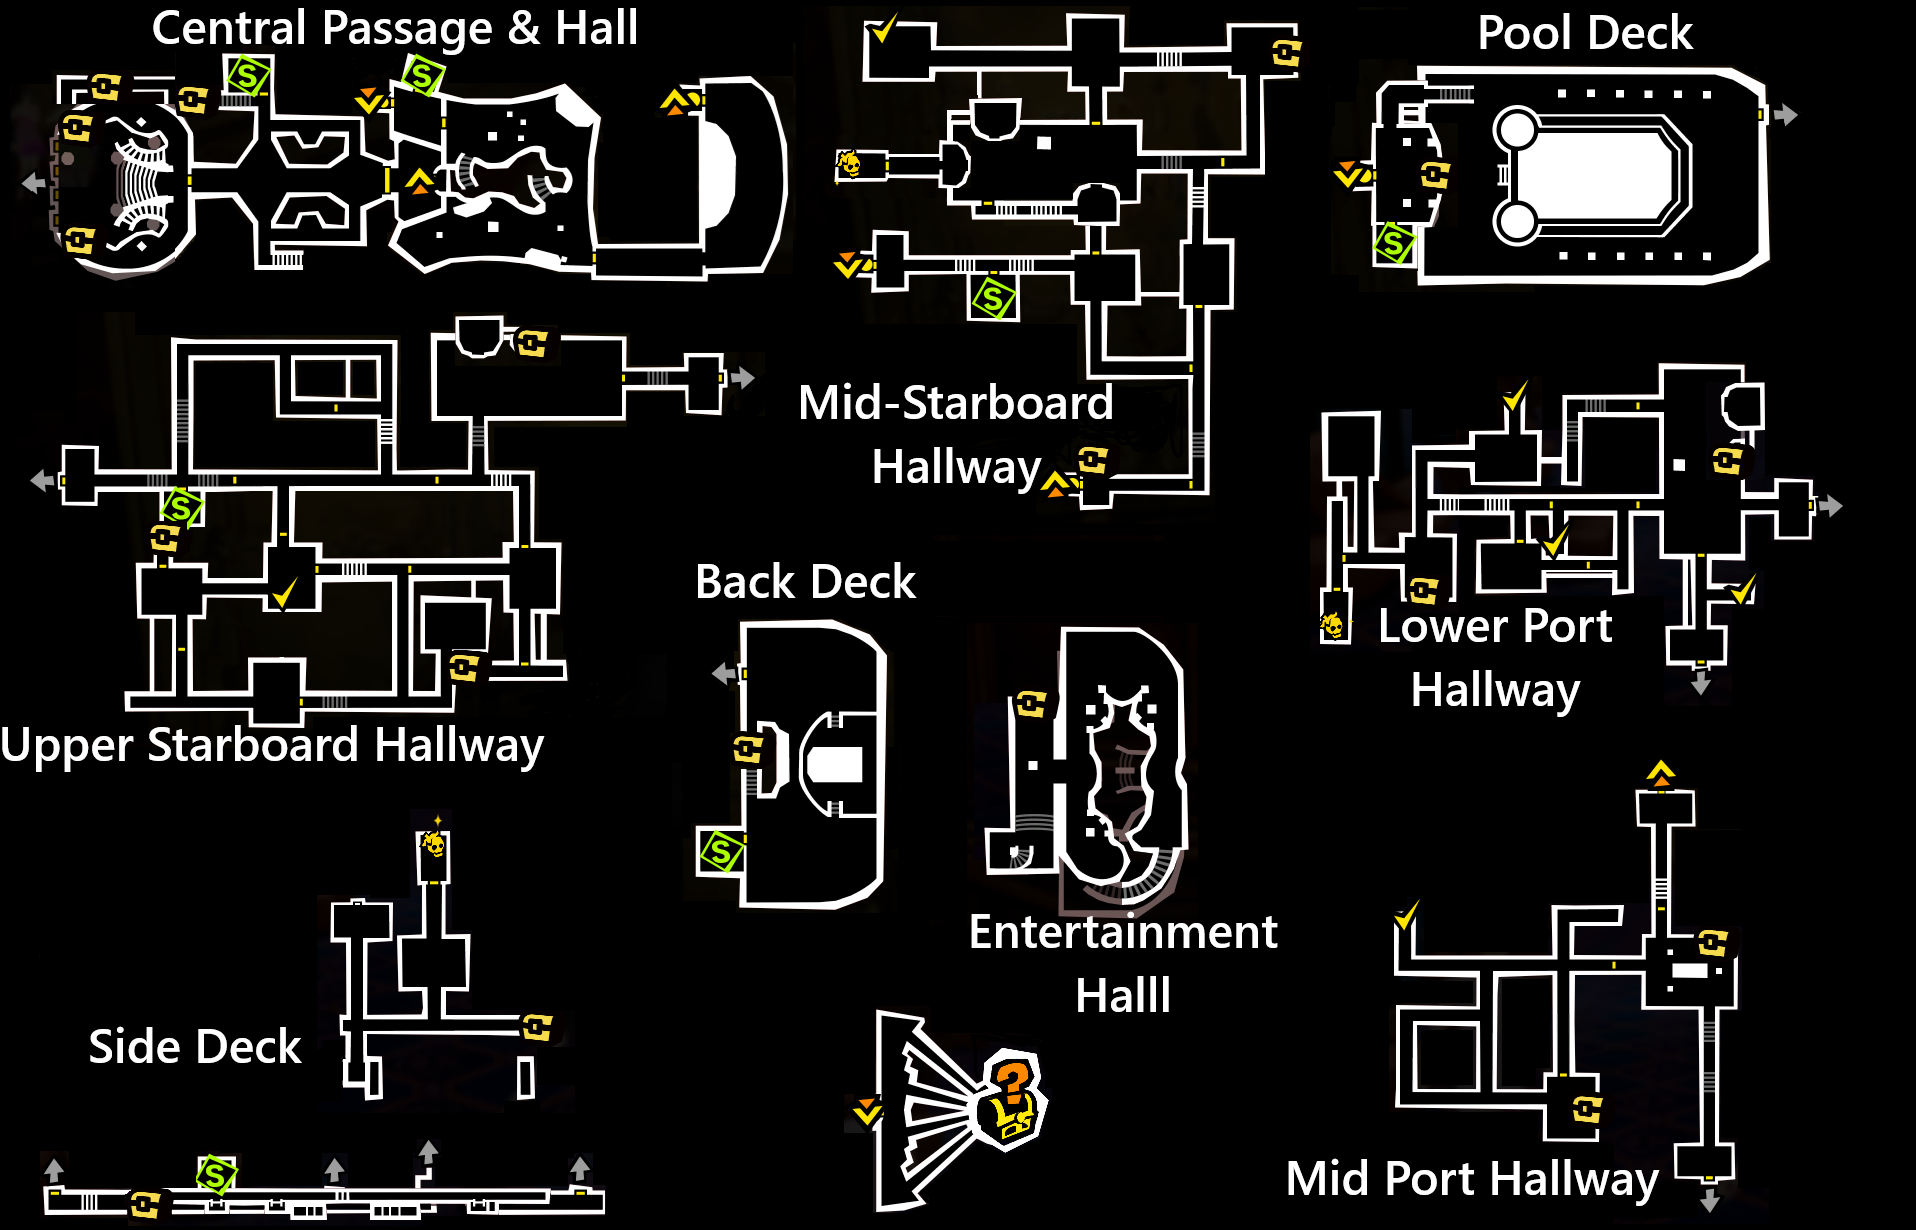 Central Passage & Hall
S
S
Pool Deck
S
S
Mid-Starboard
Hallway
S
Back Deck
Lower Port
Hallway
Upper Starboard Hallway
S
Entertainment
Halll
Side Deck
?
S
Mid Port Hallway